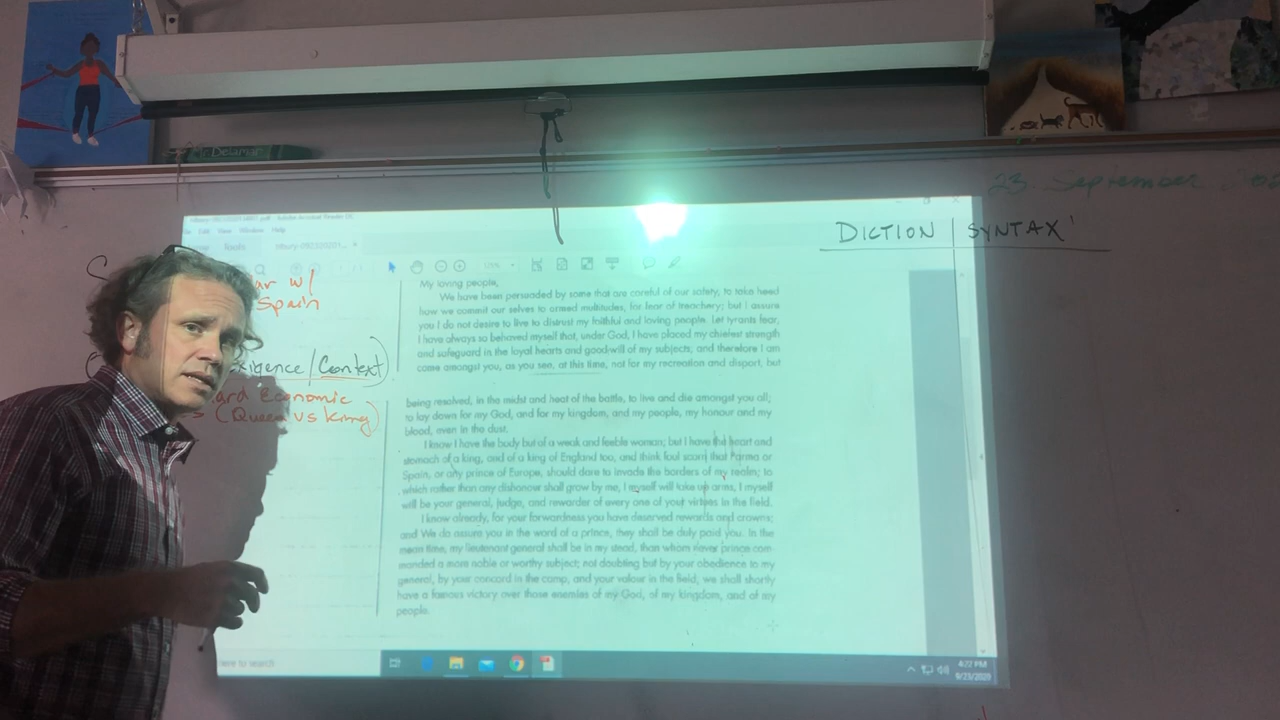 Delamar
23 September
DICTION | SYNTAX
File Edit View Window Help
Tools
125%
ar w/
Spain
xigence/Context)
ard Economic
(Queen vs King)
My loving people,
We have been persuaded by some that are careful of our safety, to take heed
how we commit our selves to armed multitudes, for fear of treachery; but I assure
you I do not desire to live to distrust my faithful and loving people. Let tyrants fear,
I have always so behaved myself that, under God, I have placed my chiefest strength
and safeguard in the loyal hearts and good-will of my subjects; and therefore I am
come amongst you, as you see, at this time, not for my recreation and disport, but
being resolved, in the midst and heat of the battle, to live and die amongst you all;
to lay down for my God, and for my kingdom, and my people, my honour and my
blood, even in the dust.
I know I have the body but of a weak and feeble woman; but I have the heart and
stomach of a king, and of a king of England too, and think foul scorn that Parma or
Spain, or any prince of Europe, should dare to invade the borders of my realm; to
which rather than any dishonour shall grow by me, I myself will take up arms, I myself
will be your general, judge, and rewarder of every one of your virtues in the field.
I know already, for your forwardness you have deserved rewards and crowns;
and We do assure you in the word of a prince, they shall be duly paid you. In the
mean time, my lieutenant general shall be in my stead, than whom never prince com-
manded a more noble or worthy subject; not doubting but by your obedience to my
general, by your concord in the camp, and your valour in the field, we shall shortly
have a famous victory over those enemies of my God, of my kingdom, and of my
people.
here to search
4:22 PM
9/23/2020